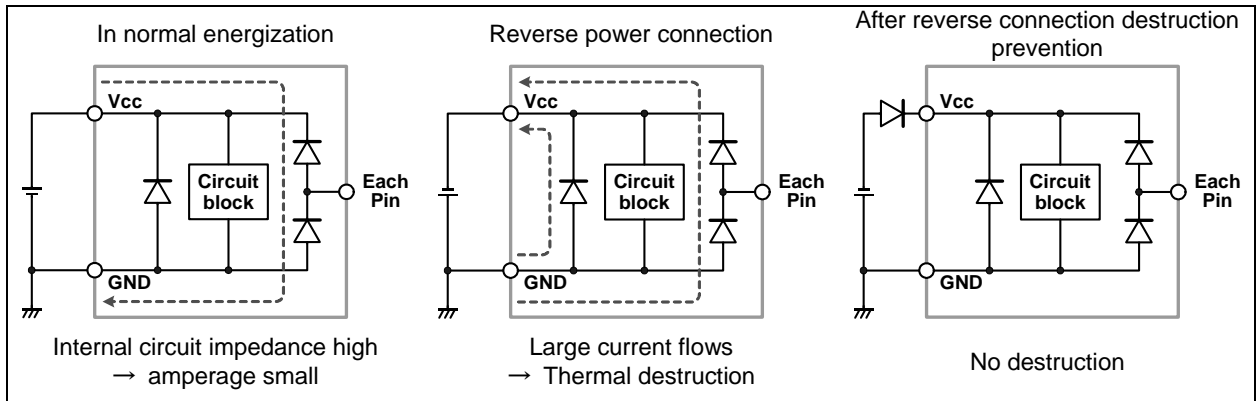 In normal energization
Vcc
Circuit
block
Each
Pin
GND
Internal circuit impedance high
→ amperage small
Reverse power connection
Vcc
Circuit
block
Each
Pin
GND
Large current flows
→ Thermal destruction
After reverse connection destruction
prevention
Vcc
Circuit
block
Each
Pin
GND
No destruction